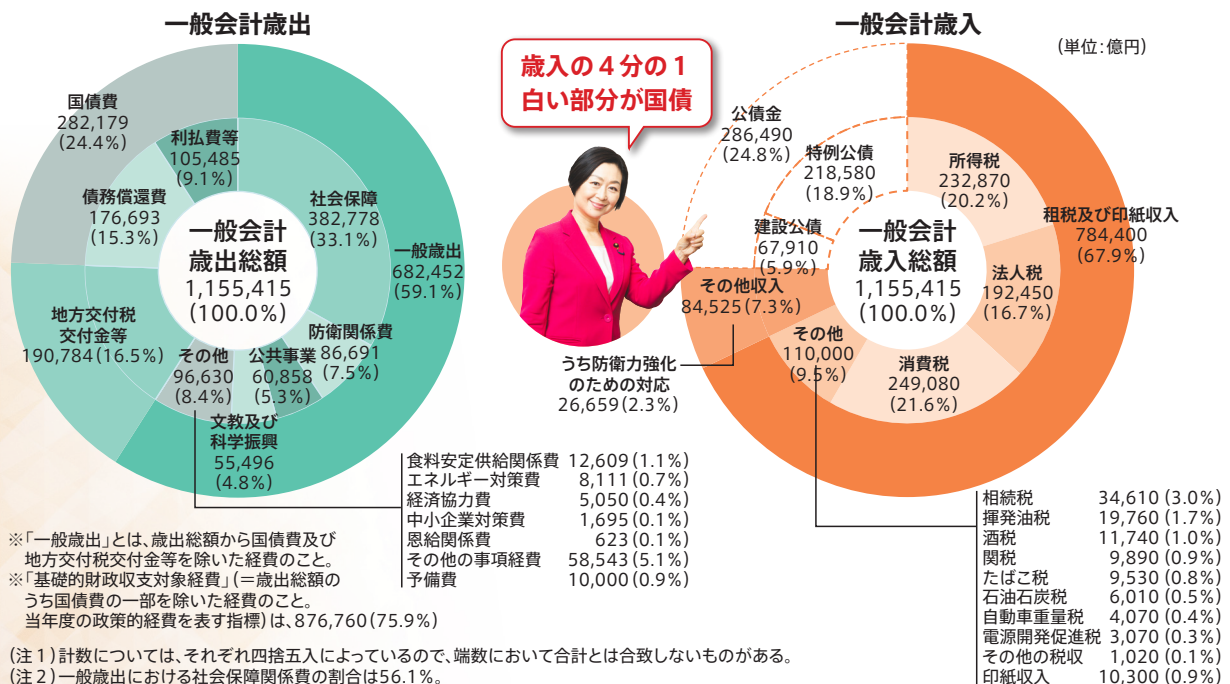 一般会計歳出
国債費
282,179
(24.4%)
利払費等
105,485
(9.1%)
債務償還費
176,693
(15.3%)
社会保障
382,778
(33.1%)
一般会計
歳出総額
1,155,415
(100.0%)
一般歳出
682,452
(59.1%)
地方交付税
交付金等
190,784(16.5%)
その他
96,630
(8.4%)
公共事業
60,858
(5.3%)
防衛関係費
86,691
(7.5%)
文教及び
科学振興
55,496
(4.8%)
食料安定供給関係費 12,609(1.1%)
エネルギー対策費 8,111(0.7%)
経済協力費 5,050(0.4%)
中小企業対策費 1,695(0.1%)
恩給関係費 623(0.1%)
その他の事項経費 58,543(5.1%)
予備費 10,000(0.9%)
歳入の4分の1
白い部分が国債
一般会計歳入
(単位:億円)
公債金
286,490
(24.8%)
特例公債
218,580
(18.9%)
建設公債
67,910
(5.9%)
所得税
232,870
(20.2%)
租税及び印紙収入
784,400
(67.9%)
一般会計
歳入総額
1,155,415
(100.0%)
法人税
192,450
(16.7%)
その他収入
84,525(7.3%)
その他
110,000
(9.5%)
消費税
249,080
(21.6%)
うち防衛力強化
のための対応
26,659(2.3%)
相続税 34,610(3.0%)
揮発油税 19,760(1.7%)
酒税 11,740(1.0%)
関税 9,890(0.9%)
たばこ税 9,530(0.8%)
石油石炭税 6,010(0.5%)
自動車重量税 4,070(0.4%)
電源開発促進税 3,070(0.3%)
その他の税収 1,020(0.1%)
印紙収入 10,300(0.9%)
※「一般歳出」とは、歳出総額から国債費及び
地方交付税交付金等を除いた経費のこと。
※「基礎的財政収支対象経費」(=歳出総額の
うち国債費の一部を除いた経費のこと。
当年度の政策的経費を表す指標)は、876,760(75.9%)
(注1)計数については、それぞれ四捨五入によっているので、端数において合計とは合致しないものがある。
(注2)一般歳出における社会保障関係費の割合は56.1%。